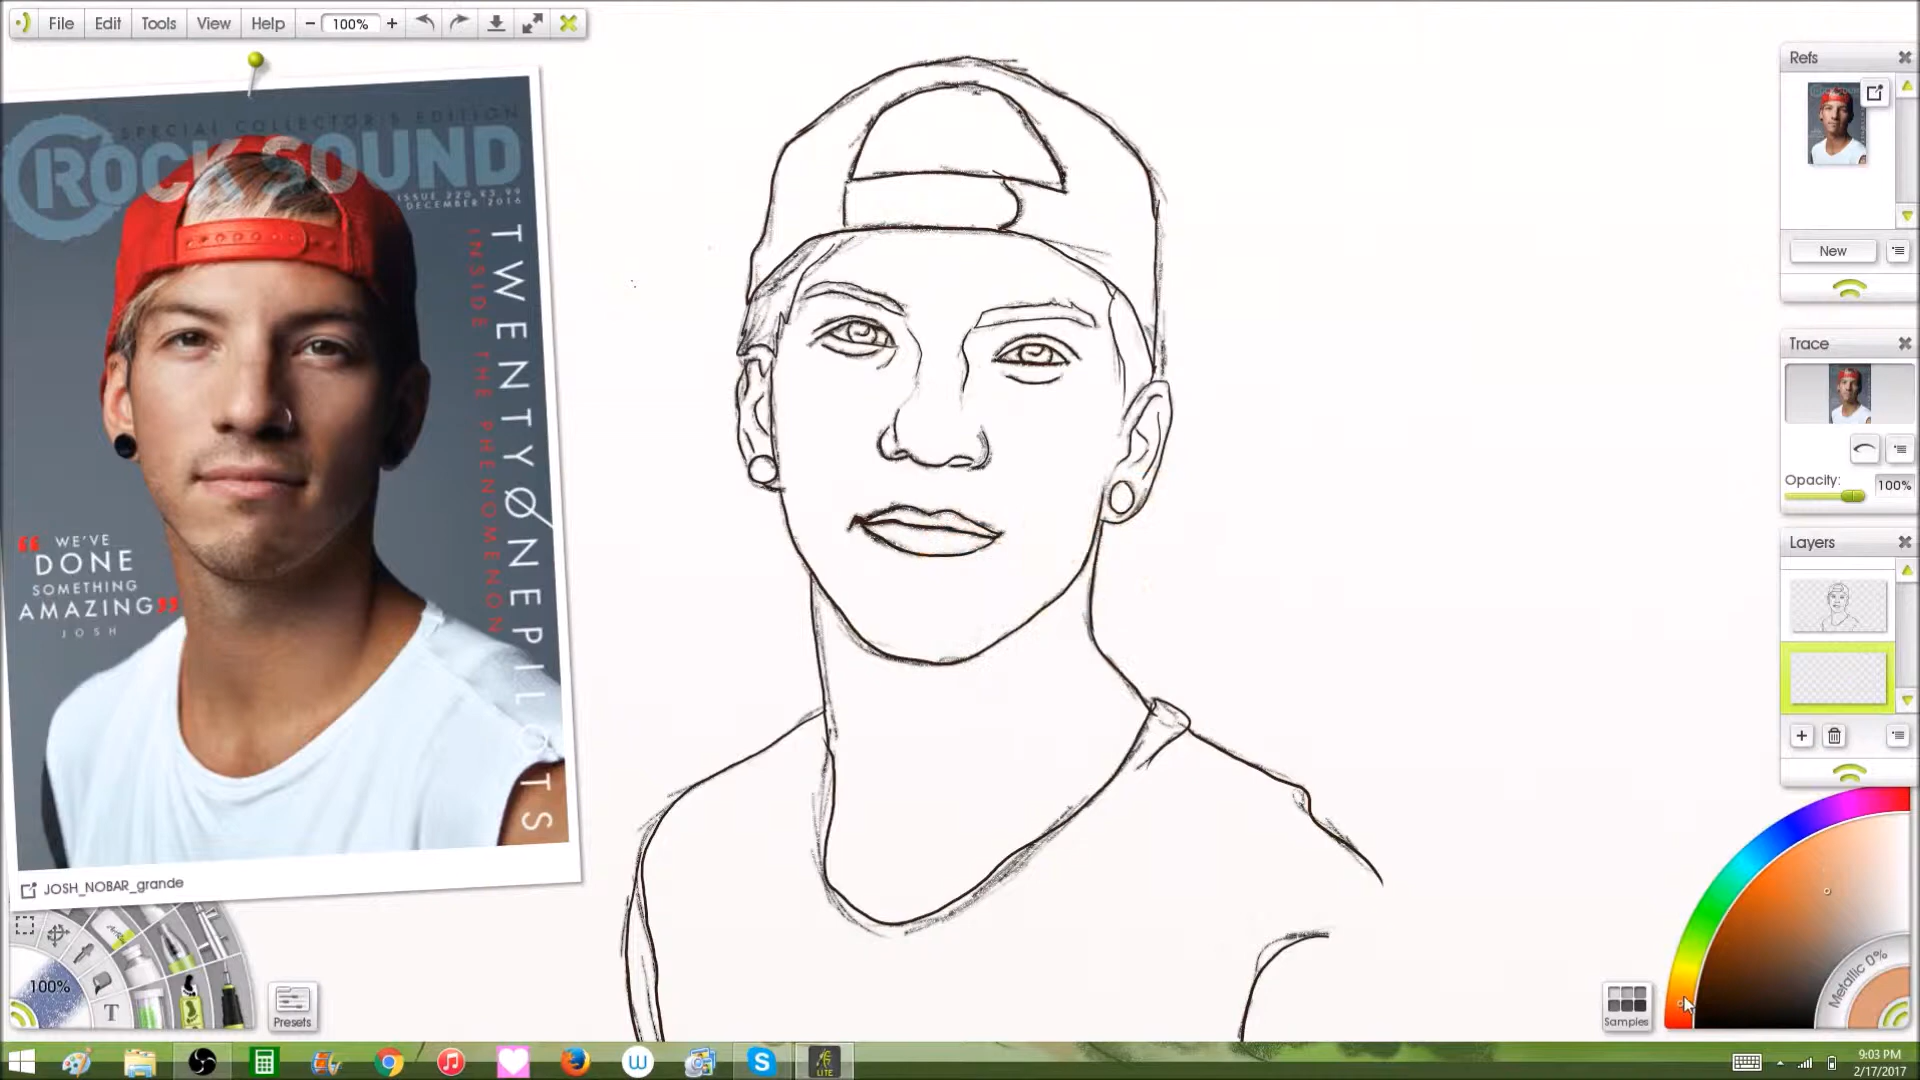 File Edit Tools View Help − 100% +
SPECIAL COLLECTOR'S EDITION
ROCK SOUND
ISSUE 220 £3.99
DECEMBER 2016
TWENTY ØNE PILØTS
INSIDE THE PHENOMENON
“ WE'VE
DONE
SOMETHING
AMAZING”
JOSH
JOSH_NOBAR_grande
100%
T
Presets
Refs
New
Trace
Opacity: 100%
Layers
Metallic 0%
Samples
W
S
LITE
9:03 PM
2/17/2017